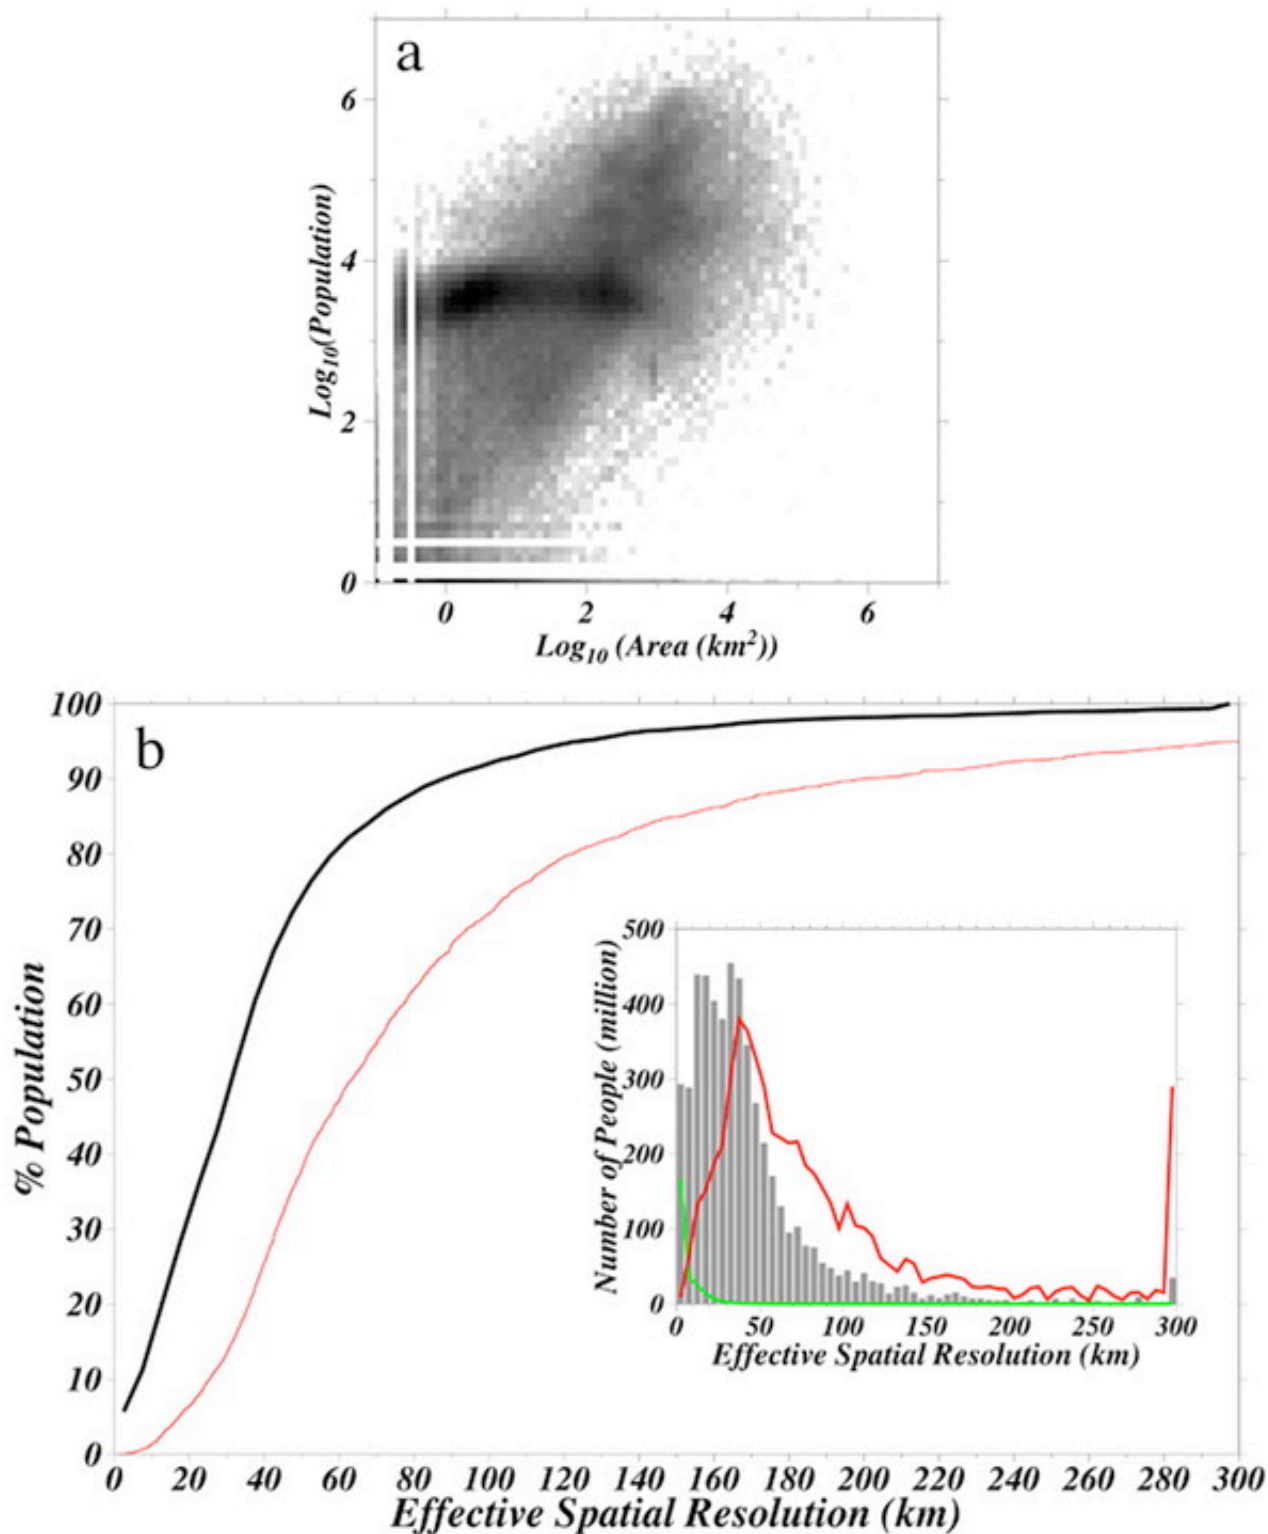 a
6
4
2
0
Log10(Population)
0 2 4 6
Log10 (Area (km2))
b
100
90
80
70
60
50
40
30
20
10
0
% Population
0 20 40 60 80 100 120 140 160 180 200 220 240 260 280 300
Effective Spatial Resolution (km)
500
400
300
200
100
0
Number of People (million)
0 50 100 150 200 250 300
Effective Spatial Resolution (km)